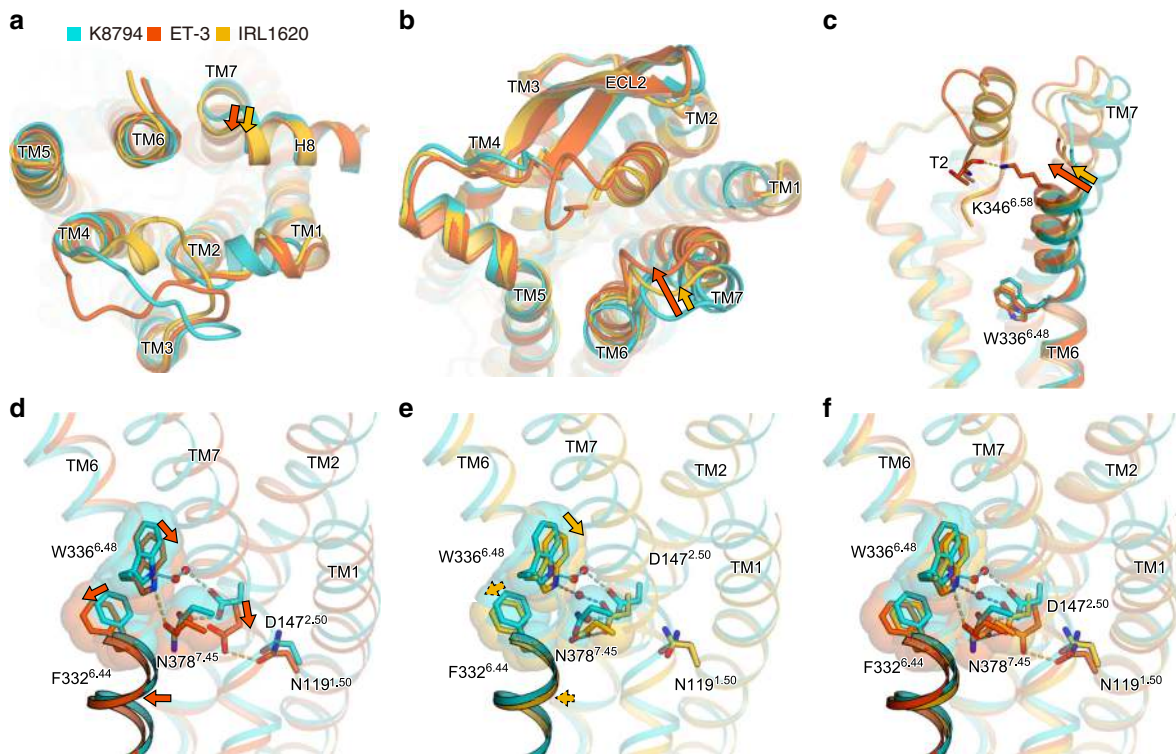 a
K8794 ET-3 IRL1620
TM7
TM6
TM5
H8
TM4
TM2
TM1
TM3
b
TM3
ECL2
TM2
TM4
TM1
TM5
TM7
TM6
c
TM7
T2
K346^6.58
W336^6.48
TM6
d
TM7
TM6
TM2
W336^6.48
TM1
D147^2.50
F332^6.44
N378^7.45
N119^1.50
e
TM7
TM6
TM2
W336^6.48
D147^2.50
TM1
F332^6.44
N378^7.45
N119^1.50
f
TM7
TM6
TM2
W336^6.48
TM1
D147^2.50
F332^6.44
N378^7.45
N119^1.50